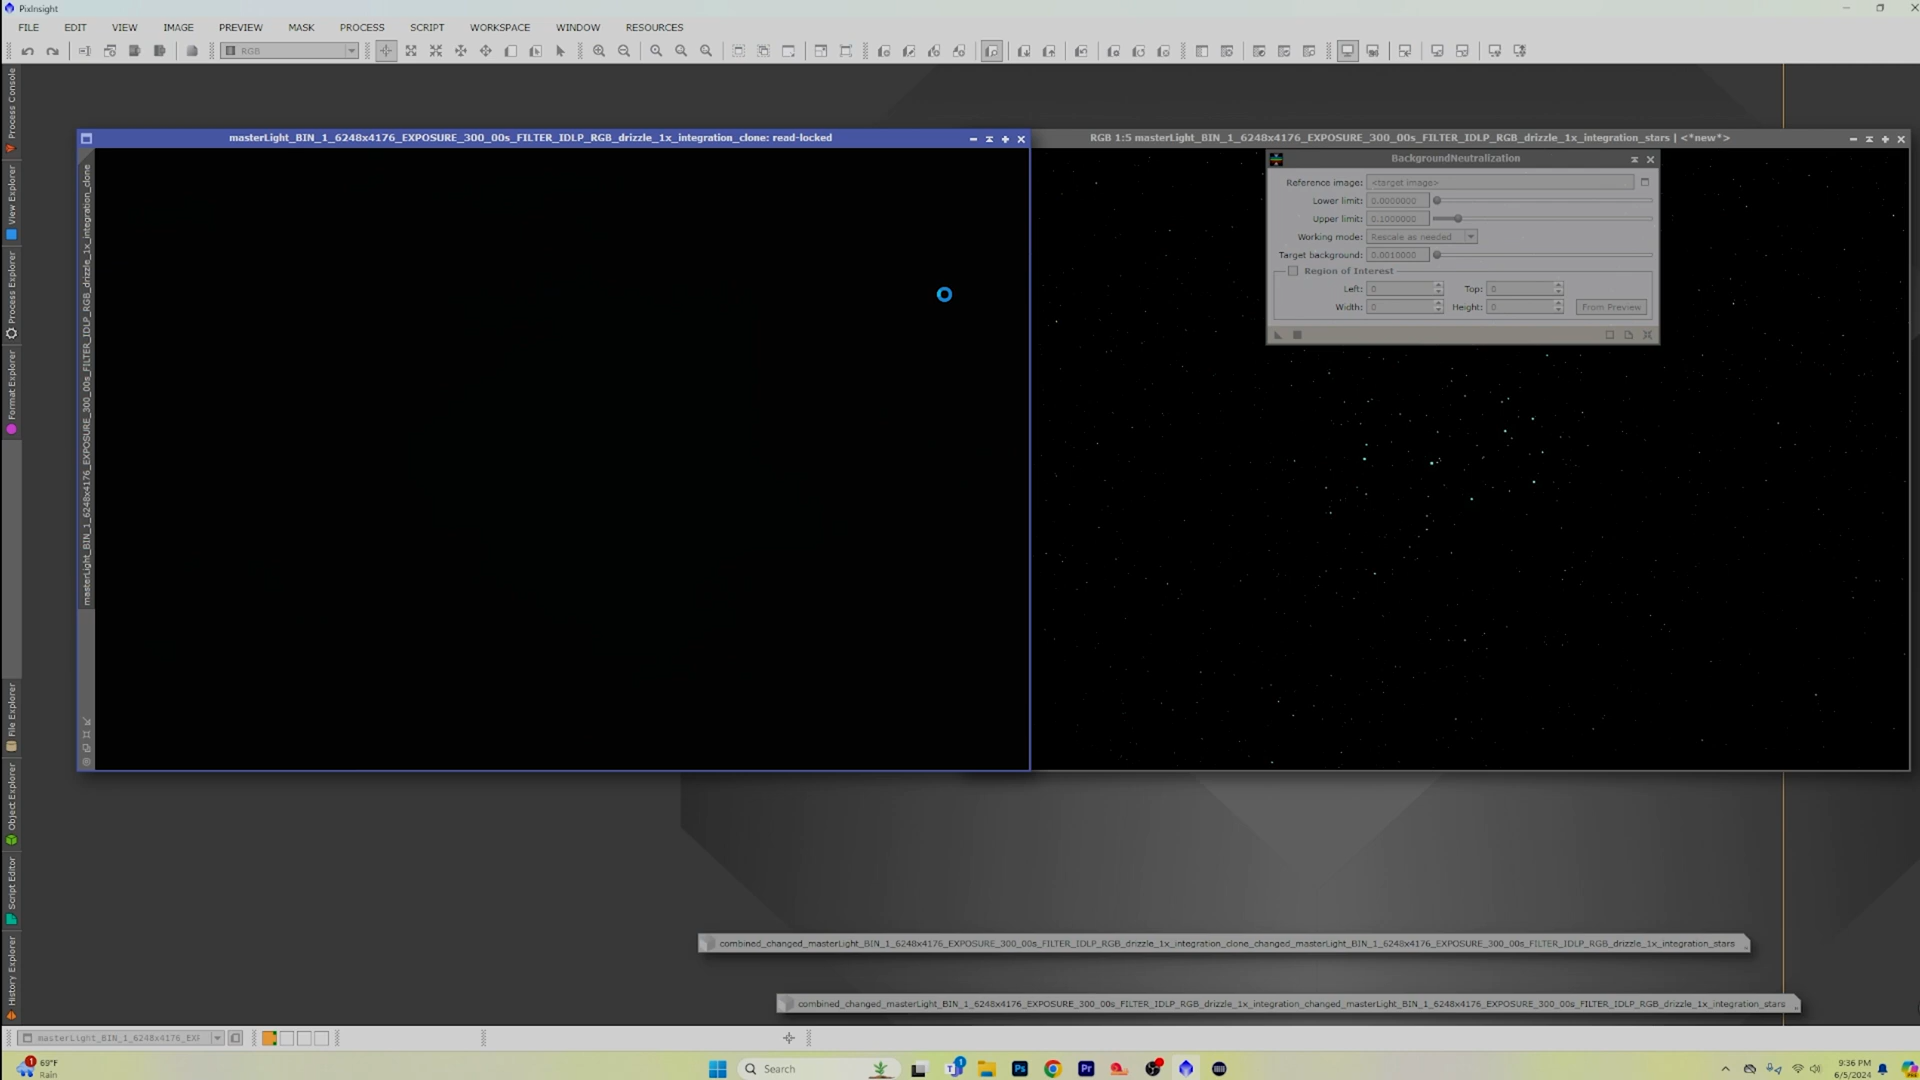 PixInsight
FILE EDIT VIEW IMAGE PREVIEW MASK PROCESS SCRIPT WORKSPACE WINDOW RESOURCES
RGB
Process Console
View Explorer
Process Explorer
Format Explorer
File Explorer
Object Explorer
Script Editor
History Explorer
masterLight_BIN_1_6248x4176_EXPOSURE_300_00s_FILTER_IDLP_RGB_drizzle_1x_integration_clone: read-locked
masterLight_BIN_1_6248x4176_EXPOSURE_300_00s_FILTER_IDLP_RGB_drizzle_1x_integration_clone
RGB 1:5 masterLight_BIN_1_6248x4176_EXPOSURE_300_00s_FILTER_IDLP_RGB_drizzle_1x_integration_stars | <*new*>
BackgroundNeutralization
Reference image: <target image>
Lower limit: 0.0000000
Upper limit: 0.1000000
Working mode: Rescale as needed
Target background: 0.0010000
Region of Interest
Left: 0 Top: 0
Width: 0 Height: 0 From Preview
combined_changed_masterLight_BIN_1_6248x4176_EXPOSURE_300_00s_FILTER_IDLP_RGB_drizzle_1x_integration_clone_changed_masterLight_BIN_1_6248x4176_EXPOSURE_300_00s_FILTER_IDLP_RGB_drizzle_1x_integration_stars
combined_changed_masterLight_BIN_1_6248x4176_EXPOSURE_300_00s_FILTER_IDLP_RGB_drizzle_1x_integration_changed_masterLight_BIN_1_6248x4176_EXPOSURE_300_00s_FILTER_IDLP_RGB_drizzle_1x_integration_stars
masterLight_BIN_1_6248x4176_EXF
1
69°F
Rain
Search
1
9:36 PM
6/5/2024